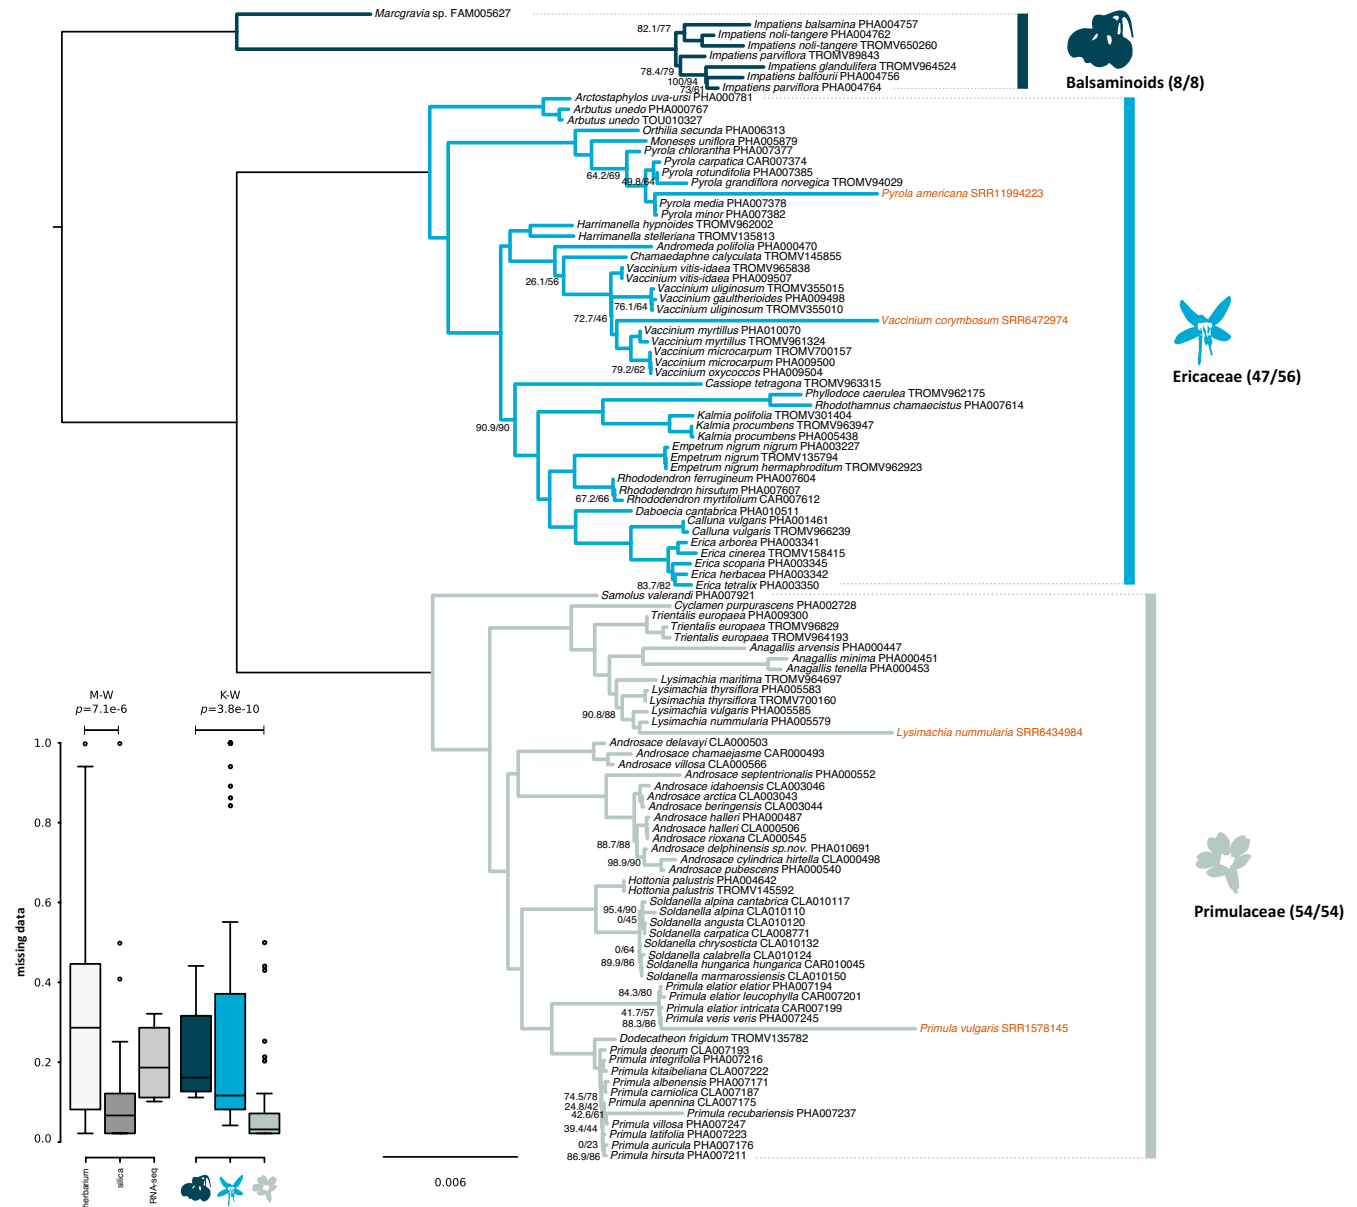 Marcgravia sp. FAM005627
Impatiens balsamina PHA004757
82.1/77
Impatiens noli-tangere PHA004762
Impatiens noli-tangere TROMV650260
Impatiens parviflora TROMV89843
Impatiens glandulifera TROMV964524
78.4/79
Impatiens balfourii PHA004756
100/94
Impatiens parviflora PHA004764
73/61
Balsaminoids (8/8)
Arctostaphylos uva-ursi PHA000781
Arbutus unedo PHA000767
Arbutus unedo TOU010327
Orthilia secunda PHA006313
Moneses uniflora PHA005879
Pyrola chlorantha PHA007377
Pyrola carpatica CAR007374
64.2/69
Pyrola rotundifolia PHA007385
49.8/64
Pyrola grandiflora norvegica TROMV94029
Pyrola americana SRR11994223
Pyrola media PHA007378
Pyrola minor PHA007382
Harrimanella hypnoides TROMV962002
Harrimanella stelleriana TROMV135813
Andromeda polifolia PHA000470
Chamaedaphne calyculata TROMV145855
Vaccinium vitis-idaea TROMV965838
Vaccinium vitis-idaea PHA009507
26.1/56
Vaccinium uliginosum TROMV355015
Vaccinium gaultherioides PHA009498
76.1/64
Vaccinium uliginosum TROMV355010
72.7/46
Vaccinium corymbosum SRR6472974
Vaccinium myrtillus PHA010070
Vaccinium myrtillus TROMV961324
Vaccinium microcarpum TROMV700157
Vaccinium microcarpum PHA009500
79.2/62
Vaccinium oxycoccos PHA009504
Ericaceae (47/56)
Cassiope tetragona TROMV963315
Phyllodoce caerulea TROMV962175
Rhodothamnus chamaecistus PHA007614
Kalmia polifolia TROMV301404
Kalmia procumbens TROMV963947
90.9/90
Kalmia procumbens PHA005438
Empetrum nigrum nigrum PHA003227
Empetrum nigrum TROMV135794
Empetrum nigrum hermaphroditum TROMV962923
Rhododendron ferrugineum PHA007604
Rhododendron hirsutum PHA007607
67.2/66
Rhododendron myrtifolium CAR007612
Daboecia cantabrica PHA010511
Calluna vulgaris PHA001461
Calluna vulgaris TROMV966239
Erica arborea PHA003341
Erica cinerea TROMV158415
Erica scoparia PHA003345
Erica herbacea PHA003342
83.7/82
Erica tetralix PHA003350
Samolus valerandi PHA007921
Cyclamen purpurascens PHA002728
Trientalis europaea PHA009300
Trientalis europaea TROMV96829
Trientalis europaea TROMV964193
Anagallis arvensis PHA000447
Anagallis minima PHA000451
Anagallis tenella PHA000453
Lysimachia maritima TROMV964697
Lysimachia thyrsiflora PHA005583
Lysimachia thyrsiflora TROMV700160
90.8/88
Lysimachia vulgaris PHA005585
Lysimachia nummularia PHA005579
Lysimachia nummularia SRR6434984
Androsace delavayi CLA000503
Androsace chamaejasme CAR000493
Androsace villosa CLA000566
Androsace septentrionalis PHA000552
Androsace idahoensis CLA003046
Androsace arctica CLA003043
Androsace beringensis CLA003044
Androsace halleri PHA000487
Androsace halleri CLA000506
Androsace rioxana CLA000545
88.7/88
Androsace delphinensis sp.nov. PHA010691
98.9/90
Androsace cylindrica hirtella CLA000498
Androsace pubescens PHA000540
Hottonia palustris PHA004642
Hottonia palustris TROMV145592
Soldanella alpina cantabrica CLA010117
95.4/90
Soldanella alpina CLA010110
0/45
Soldanella angusta CLA010120
Soldanella carpatica CLA008771
Soldanella chrysosticta CLA010132
0/64
Soldanella calabrella CLA010124
89.9/86
Soldanella hungarica hungarica CAR010045
Soldanella marmarossiensis CLA010150
Primulaceae (54/54)
Primula elatior elatior PHA007194
84.3/80
Primula elatior leucophylla CAR007201
Primula elatior intricata CAR007199
41.7/57
Primula veris veris PHA007245
88.3/86
Primula vulgaris SRR1578145
Dodecatheon frigidum TROMV135782
Primula deorum CLA007193
Primula integrifolia PHA007216
Primula kitaibeliana CLA007222
Primula albenensis PHA007171
74.5/78
Primula carniolica CLA007187
24.8/42
Primula apennina CLA007175
42.6/61
Primula recubariensis PHA007237
Primula villosa PHA007247
39.4/44
Primula latifolia PHA007223
0/23
Primula auricula PHA007176
86.9/86
Primula hirsuta PHA007211
0.006
M-W
p=7.1e-6
K-W
p=3.8e-10
missing data
1.0
0.8
0.6
0.4
0.2
0.0
herbarium
silica
RNA-seq